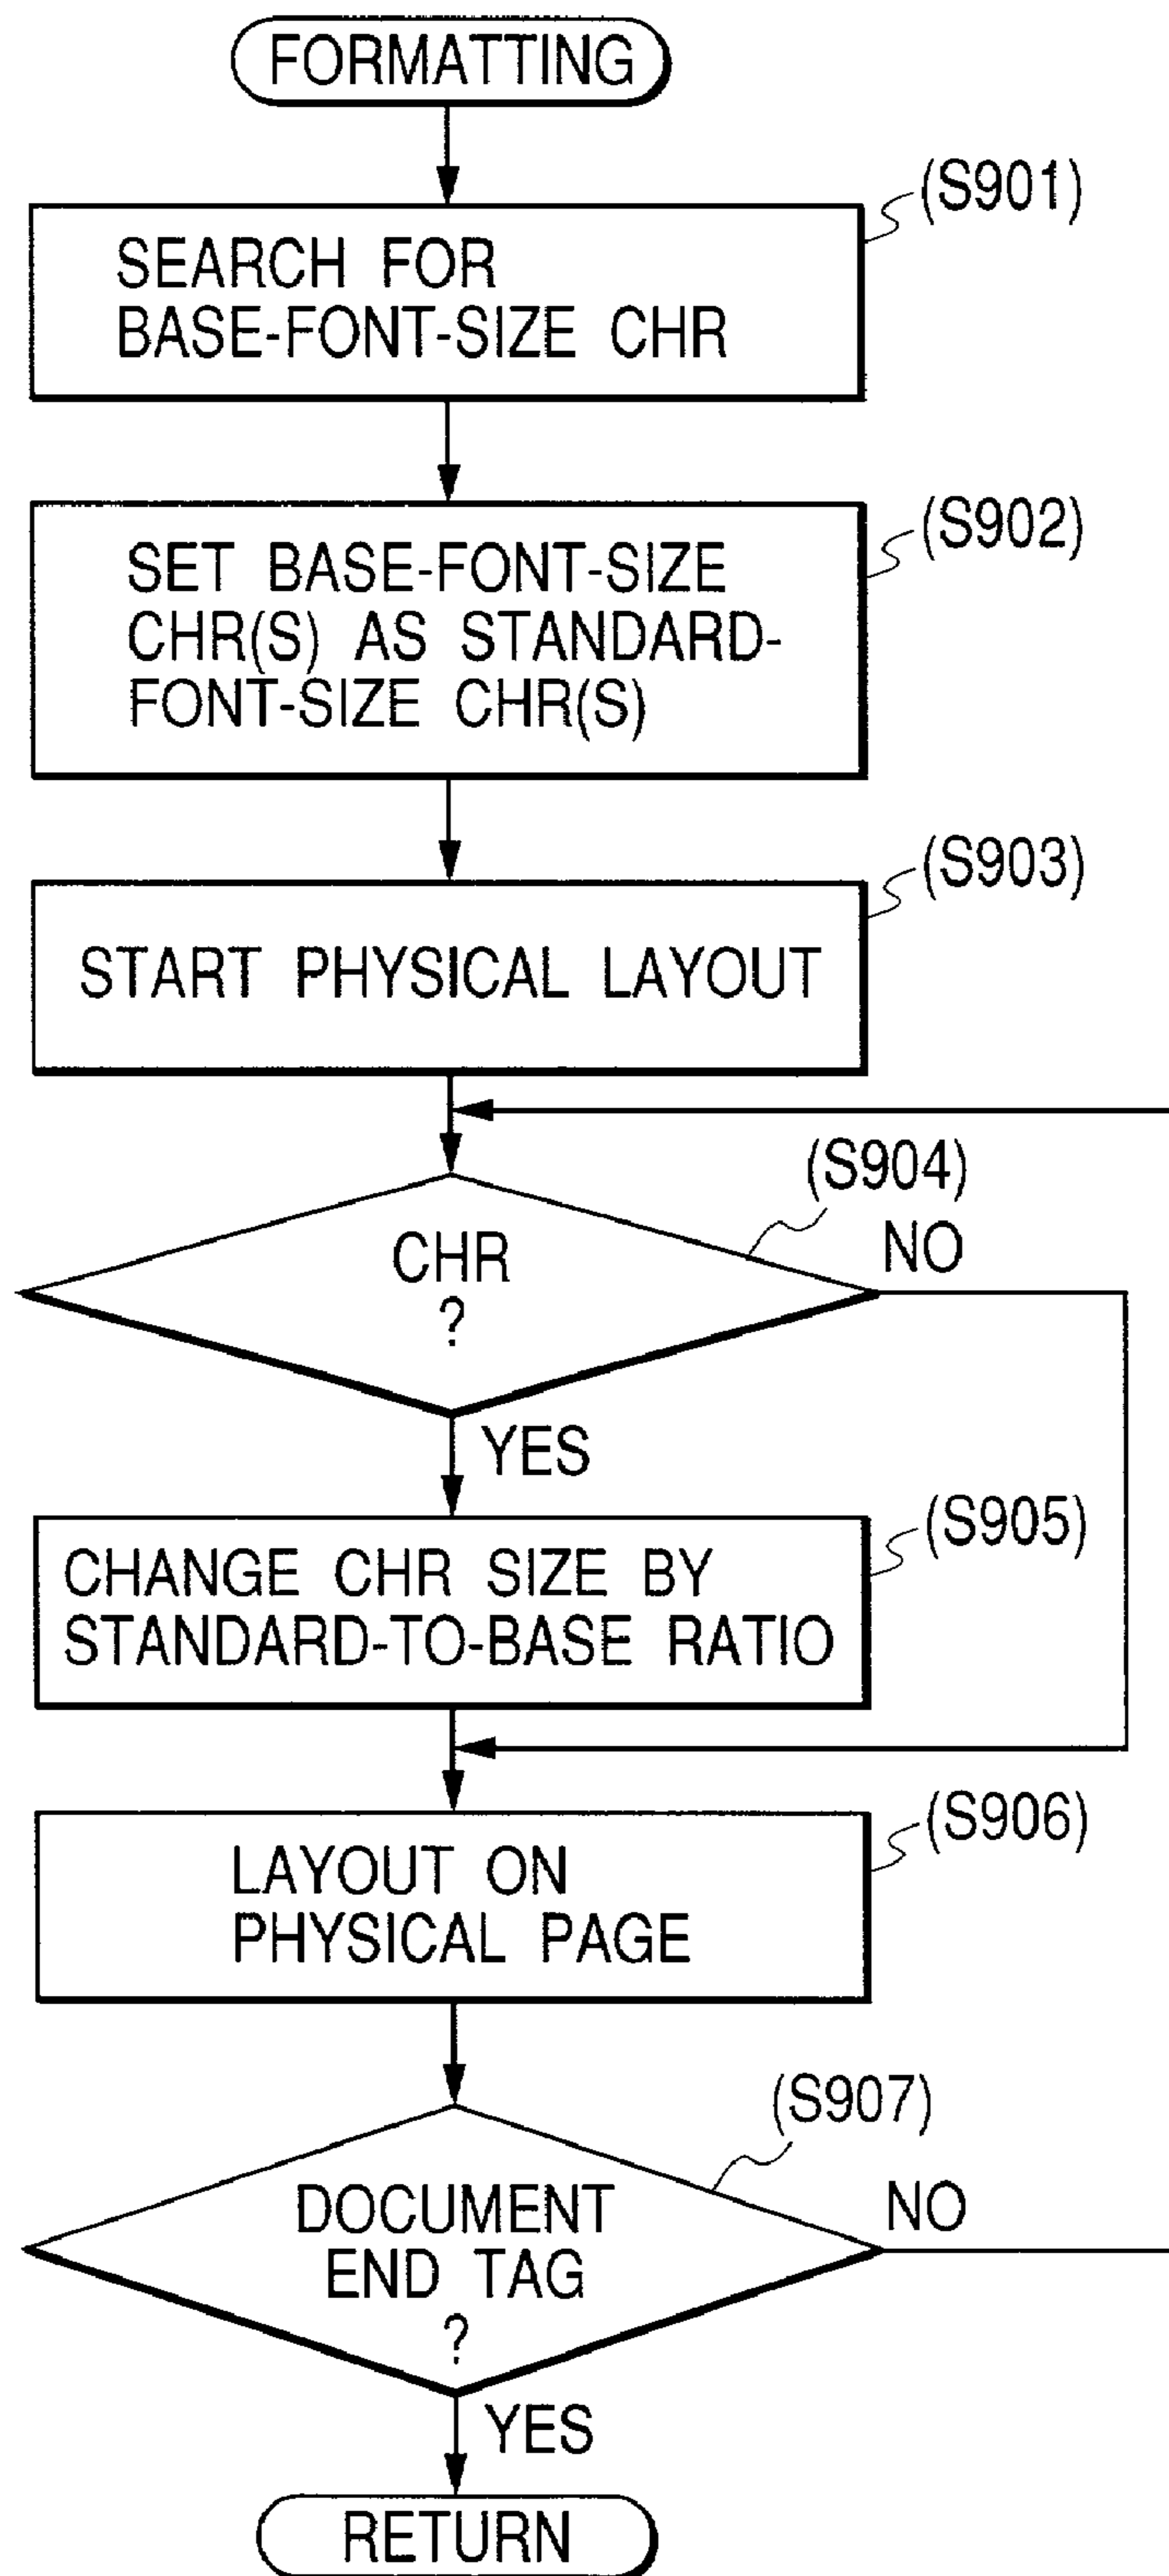 FORMATTING
(S901)
SEARCH FOR
BASE-FONT-SIZE CHR
(S902)
SET BASE-FONT-SIZE
CHR(S) AS STANDARD-
FONT-SIZE CHR(S)
(S903)
START PHYSICAL LAYOUT
(S904)
NO
CHR
?
YES
(S905)
CHANGE CHR SIZE BY
STANDARD-TO-BASE RATIO
(S906)
LAYOUT ON
PHYSICAL PAGE
(S907)
NO
DOCUMENT
END TAG
?
YES
RETURN